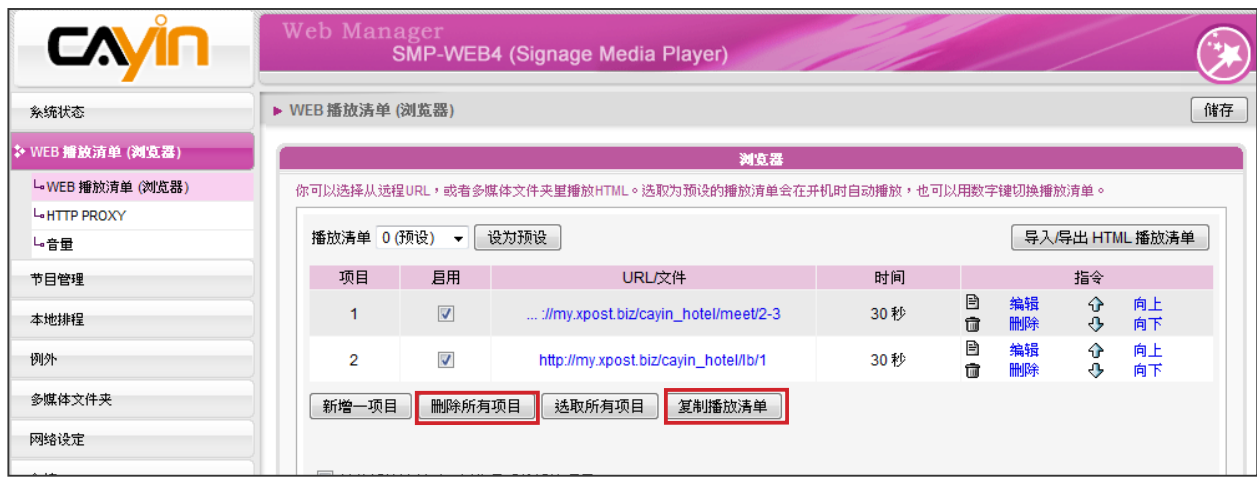 CAYIN
Web Manager
SMP-WEB4 (Signage Media Player)
系统状态
WEB 播放清单 (浏览器)
WEB 播放清单 (浏览器)
HTTP PROXY
音量
节目管理
本地排程
例外
多媒体文件夹
网络设定
WEB 播放清单 (浏览器)
储存
浏览器
你可以选择从远程URL，或者多媒体文件夹里播放HTML。选取为预设的播放清单会在开机时自动播放，也可以用数字键切换播放清单。
播放清单 0 (预设) 设为预设 导入/导出 HTML 播放清单
项目 启用 URL/文件 时间 指令
1 ... ://my.xpost.biz/cayin_hotel/meet/2-3 30 秒 编辑 向上
删除 向下
2 http://my.xpost.biz/cayin_hotel/lb/1 30 秒 编辑 向上
删除 向下
新增一项目 删除所有项目 选取所有项目 复制播放清单